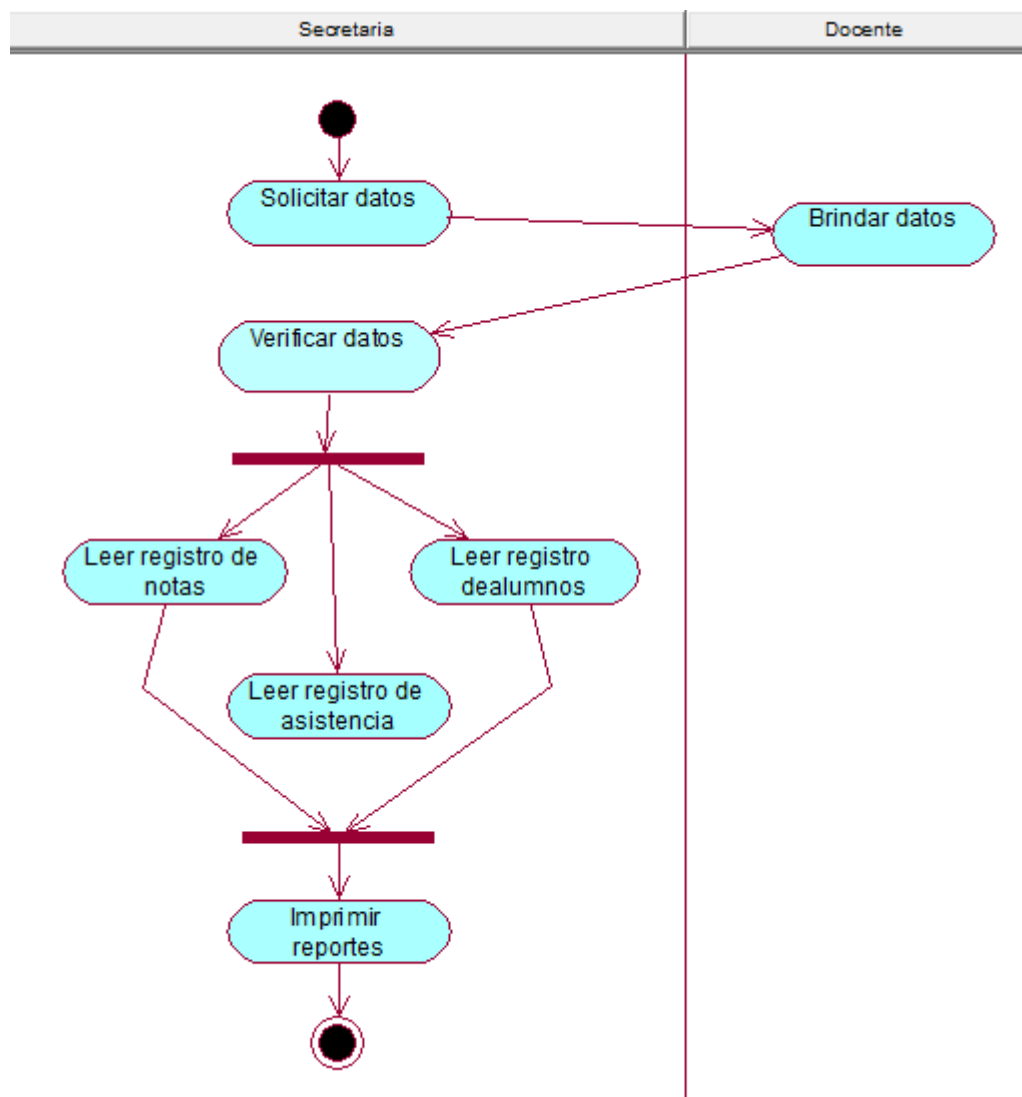 Secretaria
Docente
Solicitar datos
Brindar datos
Verificar datos
Leer registro de
notas
Leer registro
dealumnos
Leer registro de
asistencia
Imprimir
reportes